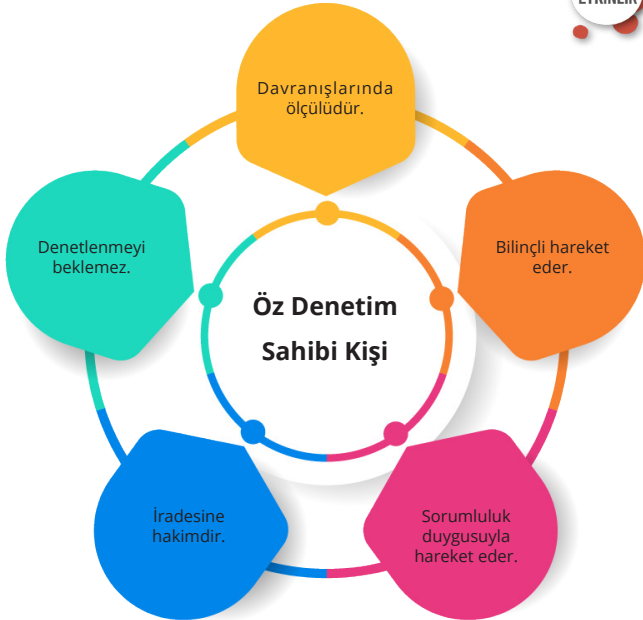 Davranışlarında
ölçülüdür.
Denetlenmeyi
beklemez.
Bilinçli hareket
eder.
Öz Denetim
Sahibi Kişi
İradesine
hakimdir.
Sorumluluk
duygusuyla
hareket eder.